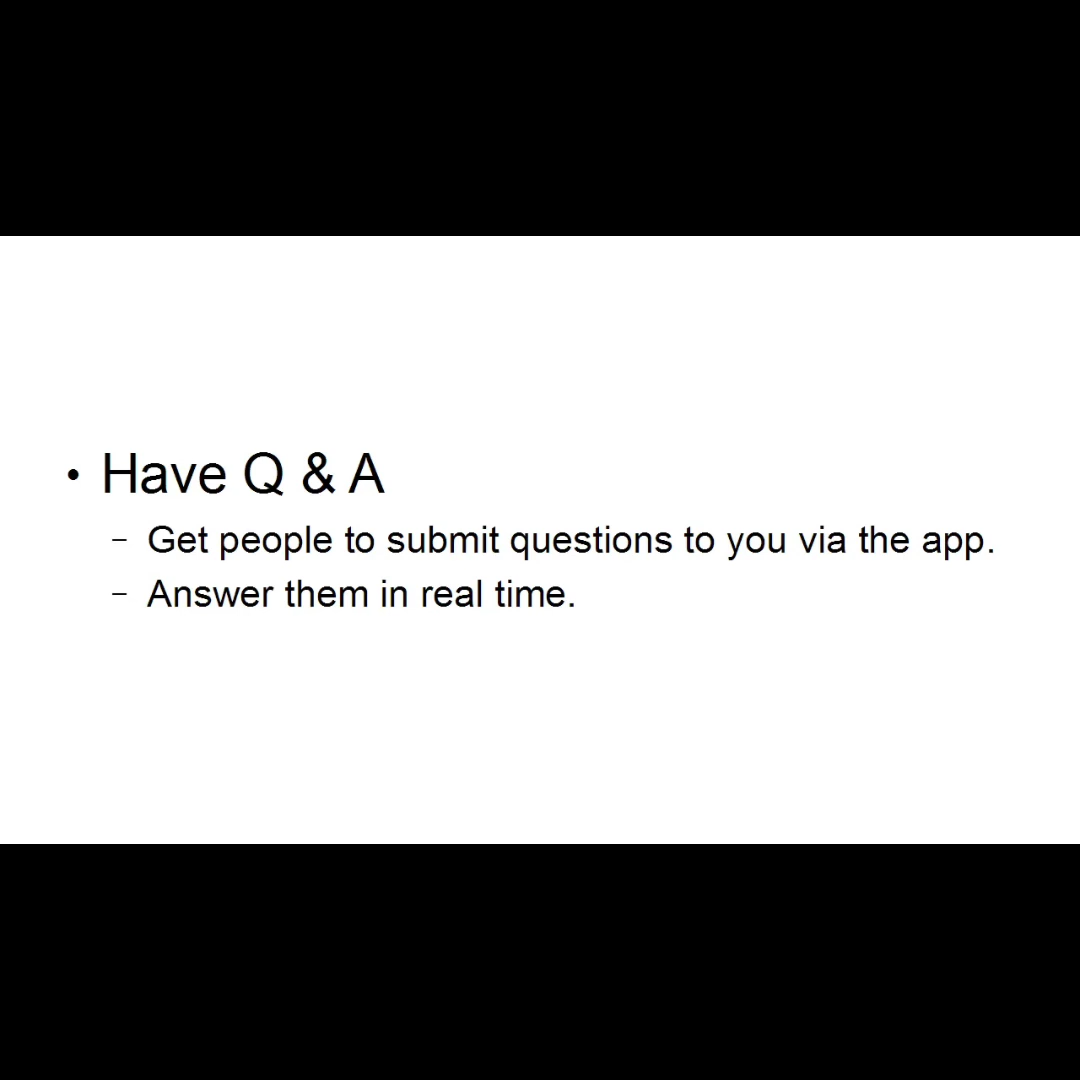 • Have Q & A
– Get people to submit questions to you via the app.
– Answer them in real time.